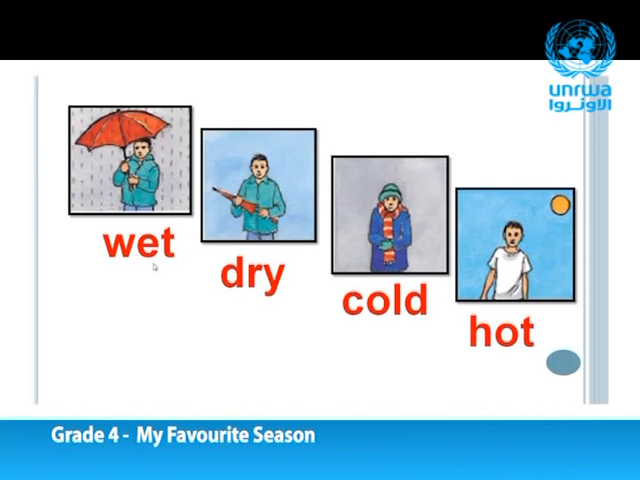 unrwa
الأونروا
wet
dry
cold
hot
Grade 4 - My Favourite Season